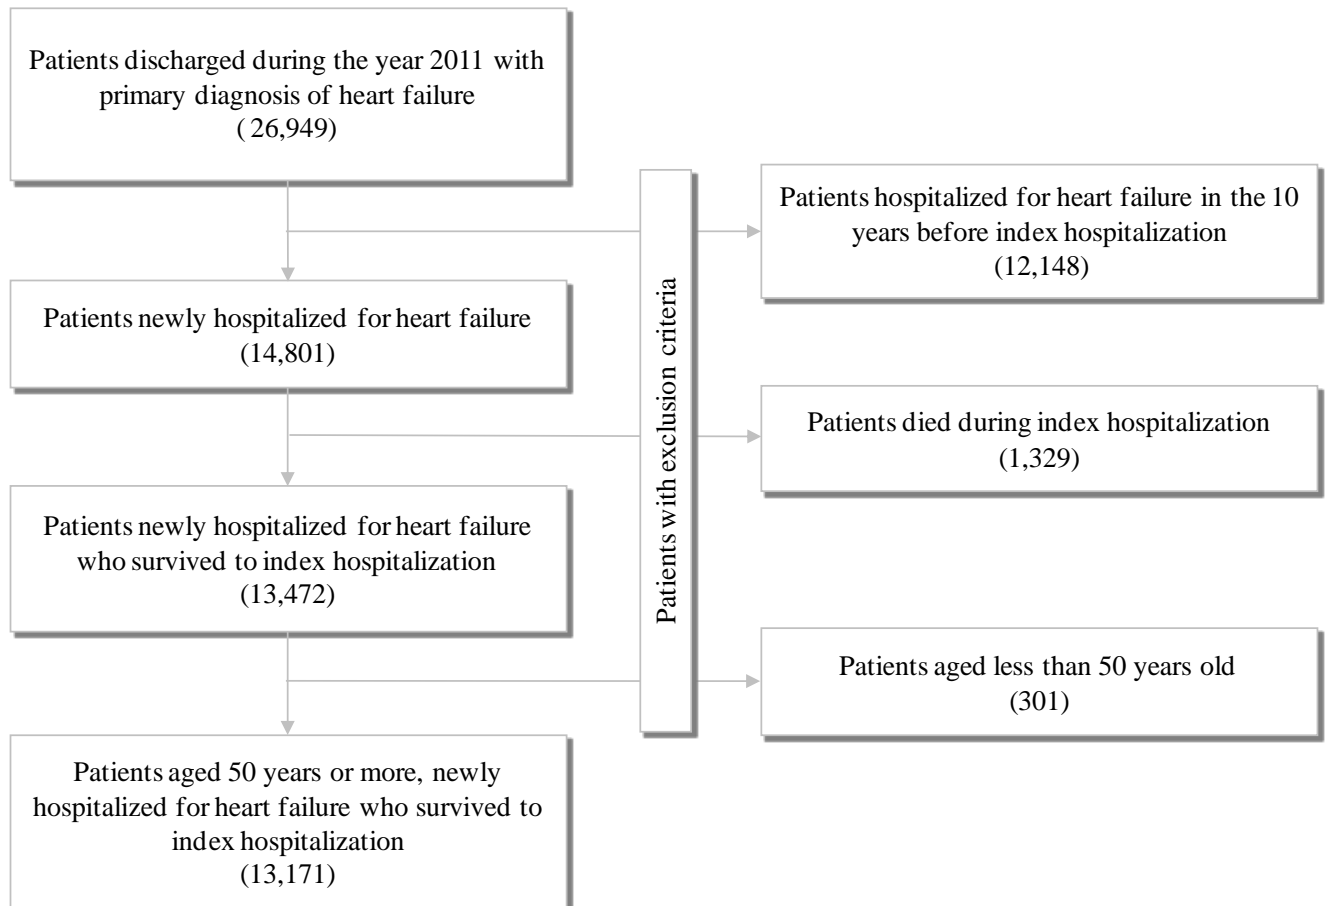 Patients discharged during the year 2011 with
primary diagnosis of heart failure
( 26,949)
Patients hospitalized for heart failure in the 10
years before index hospitalization
(12,148)
Patients newly hospitalized for heart failure
(14,801)
Patients with exclusion criteria
Patients died during index hospitalization
(1,329)
Patients newly hospitalized for heart failure
who survived to index hospitalization
(13,472)
Patients aged less than 50 years old
(301)
Patients aged 50 years or more, newly
hospitalized for heart failure who survived to
index hospitalization
(13,171)